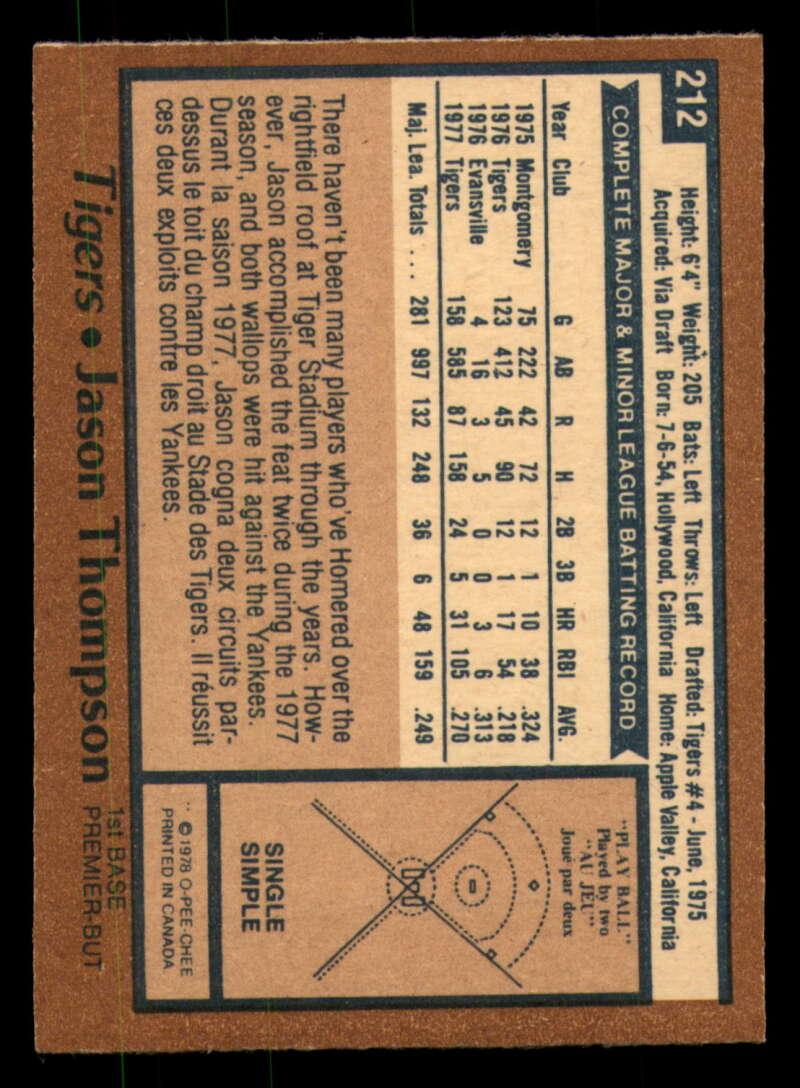 212
Height: 6'4" Weight: 205 Bats: Left Throws: Left Drafted: Tigers #4 - June, 1975
Acquired: Via Draft Born: 7-6-54, Hollywood, California Home: Apple Valley, California
COMPLETE MAJOR & MINOR LEAGUE BATTING RECORD
Year Club G AB R H 2B 3B HR RBI AVG.
1975 Montgomery 75 222 42 72 12 1 10 38 .324
1976 Tigers 123 412 45 90 12 1 17 54 .218
1976 Evansville 4 16 3 5 0 0 3 6 .313
1977 Tigers 158 585 87 158 24 5 31 105 .270
Maj. Lea. Totals .... 281 997 132 248 36 6 48 159 .249
There haven't been many players who've Homered over the
rightfield roof at Tiger Stadium through the years. How-
ever, Jason accomplished the feat twice during the 1977
season, and both wallops were hit against the Yankees.
Durant la saison 1977, Jason cogna deux circuits par-
dessus le toit du champ droit au Stade des Tigers. Il réussit
ces deux exploits contre les Yankees.
"PLAY BALL"
Played by two
"AU JEU"
Joué par deux
SINGLE
SIMPLE
** © 1978 O-PEE-CHEE
PRINTED IN CANADA
Tigers • Jason Thompson
1st BASE
PREMIER-BUT